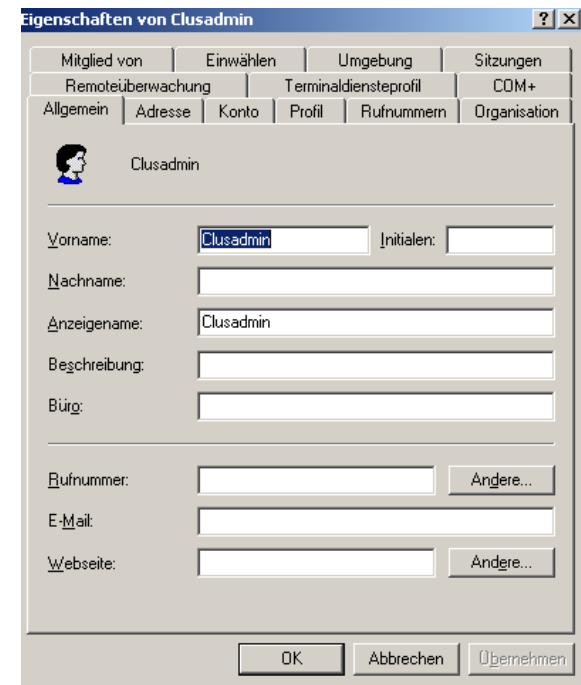 Eigenschaften von Clusadmin
Mitglied von Einwählen Umgebung Sitzungen
Remoteüberwachung Terminaldiensteprofil COM+
Allgemein Adresse Konto Profil Rufnummern Organisation
Clusadmin
Vorname: Clusadmin Initialen:
Nachname:
Anzeigename: Clusadmin
Beschreibung:
Büro:
Rufnummer: Andere...
E-Mail:
Webseite: Andere...
OK Abbrechen Übernehmen